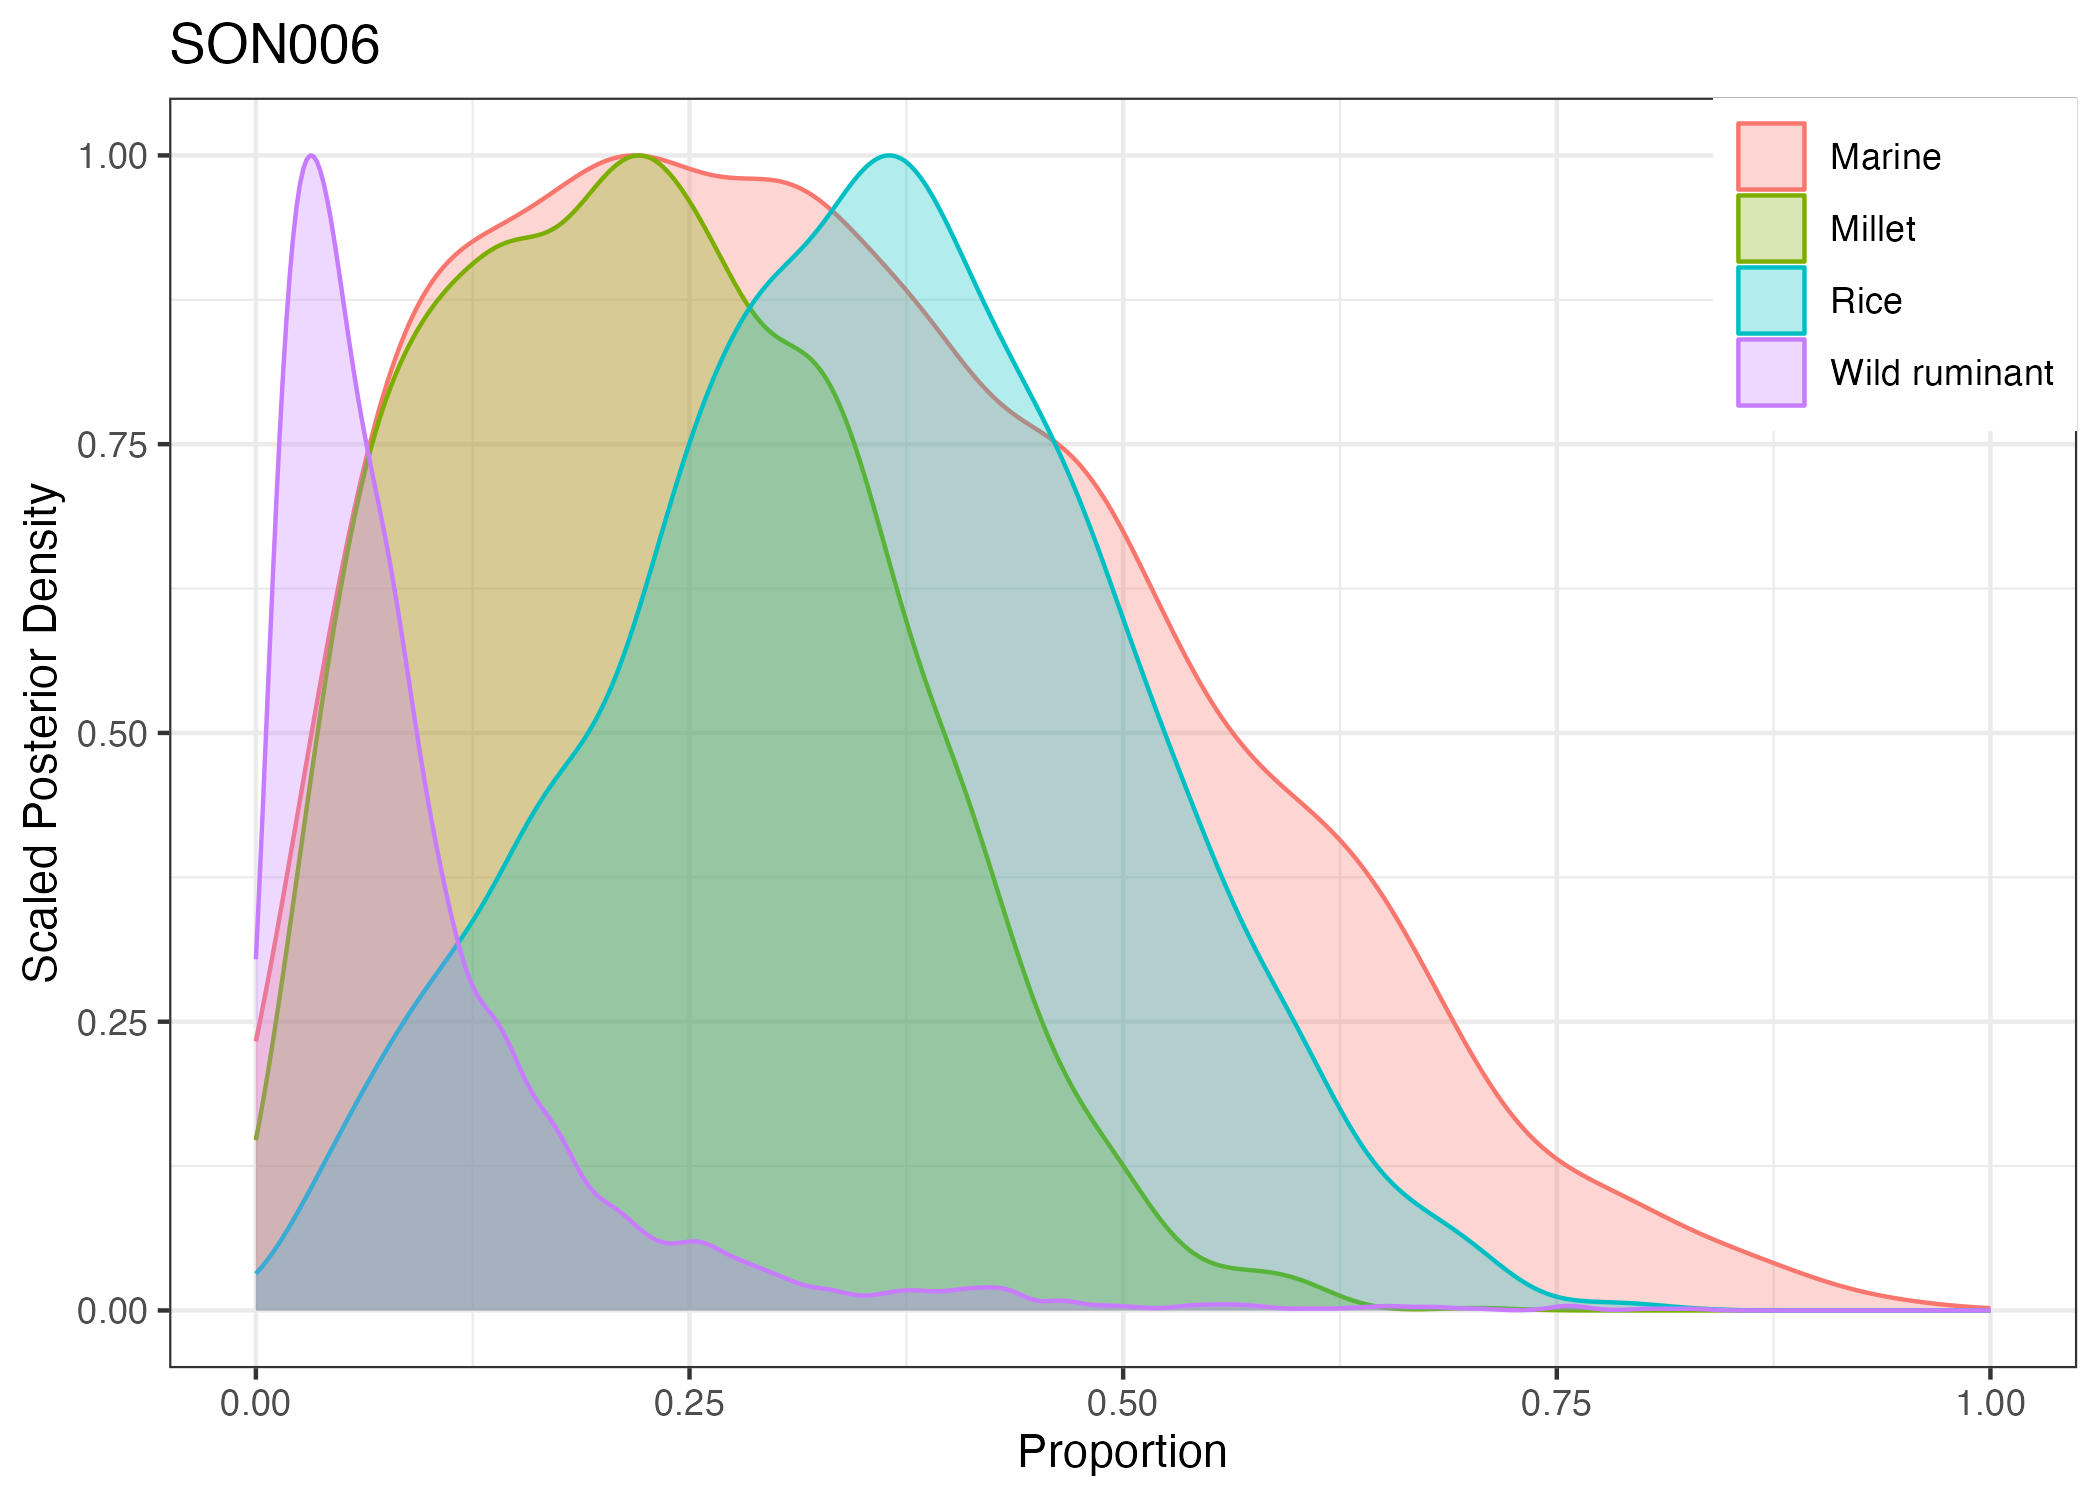 SON006
Marine
Millet
Rice
Wild ruminant
Scaled Posterior Density
1.00
0.75
0.50
0.25
0.00
0.00 0.25 0.50 0.75 1.00
Proportion